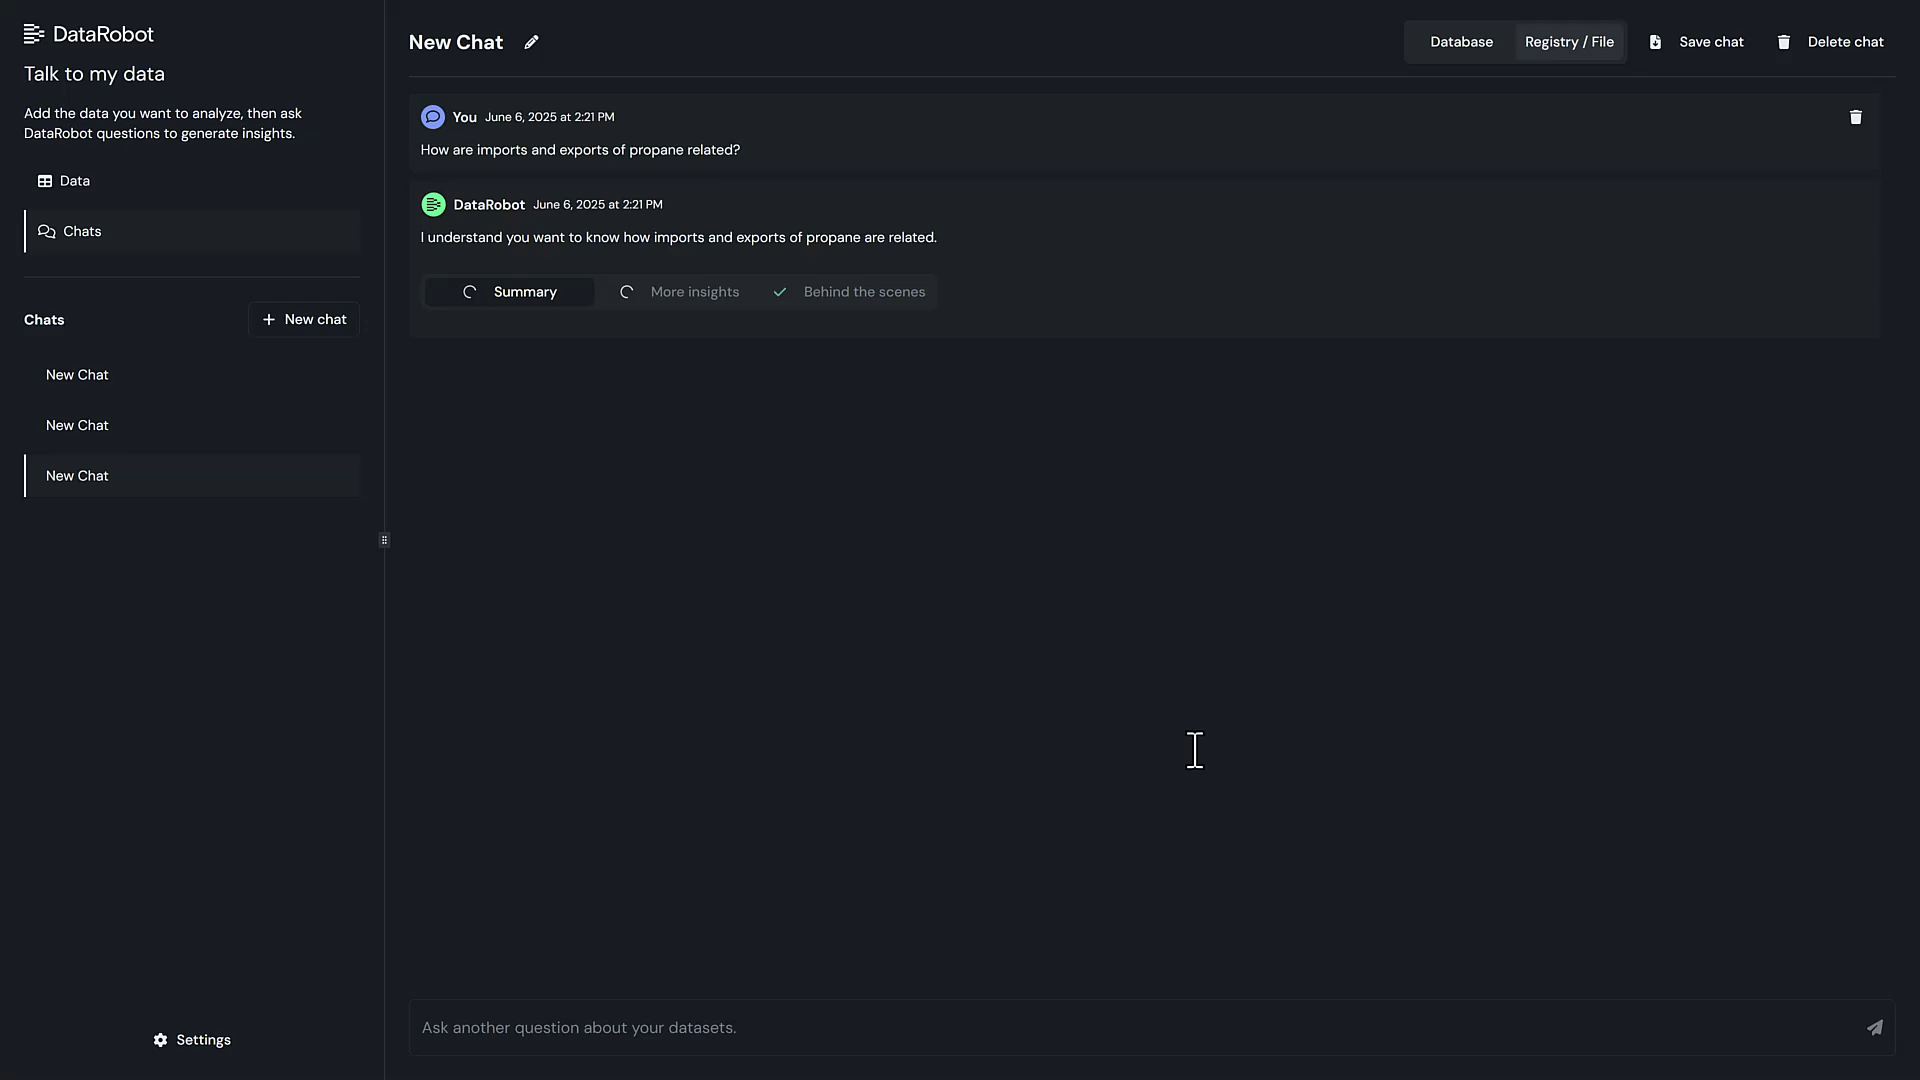 DataRobot
Talk to my data
Add the data you want to analyze, then ask
DataRobot questions to generate insights.
Data
Chats
Chats
New chat
New Chat
New Chat
New Chat
Settings
New Chat
Database
Registry / File
Save chat
Delete chat
You June 6, 2025 at 2:21 PM
How are imports and exports of propane related?
DataRobot June 6, 2025 at 2:21 PM
I understand you want to know how imports and exports of propane are related.
Summary
More insights
Behind the scenes
Ask another question about your datasets.